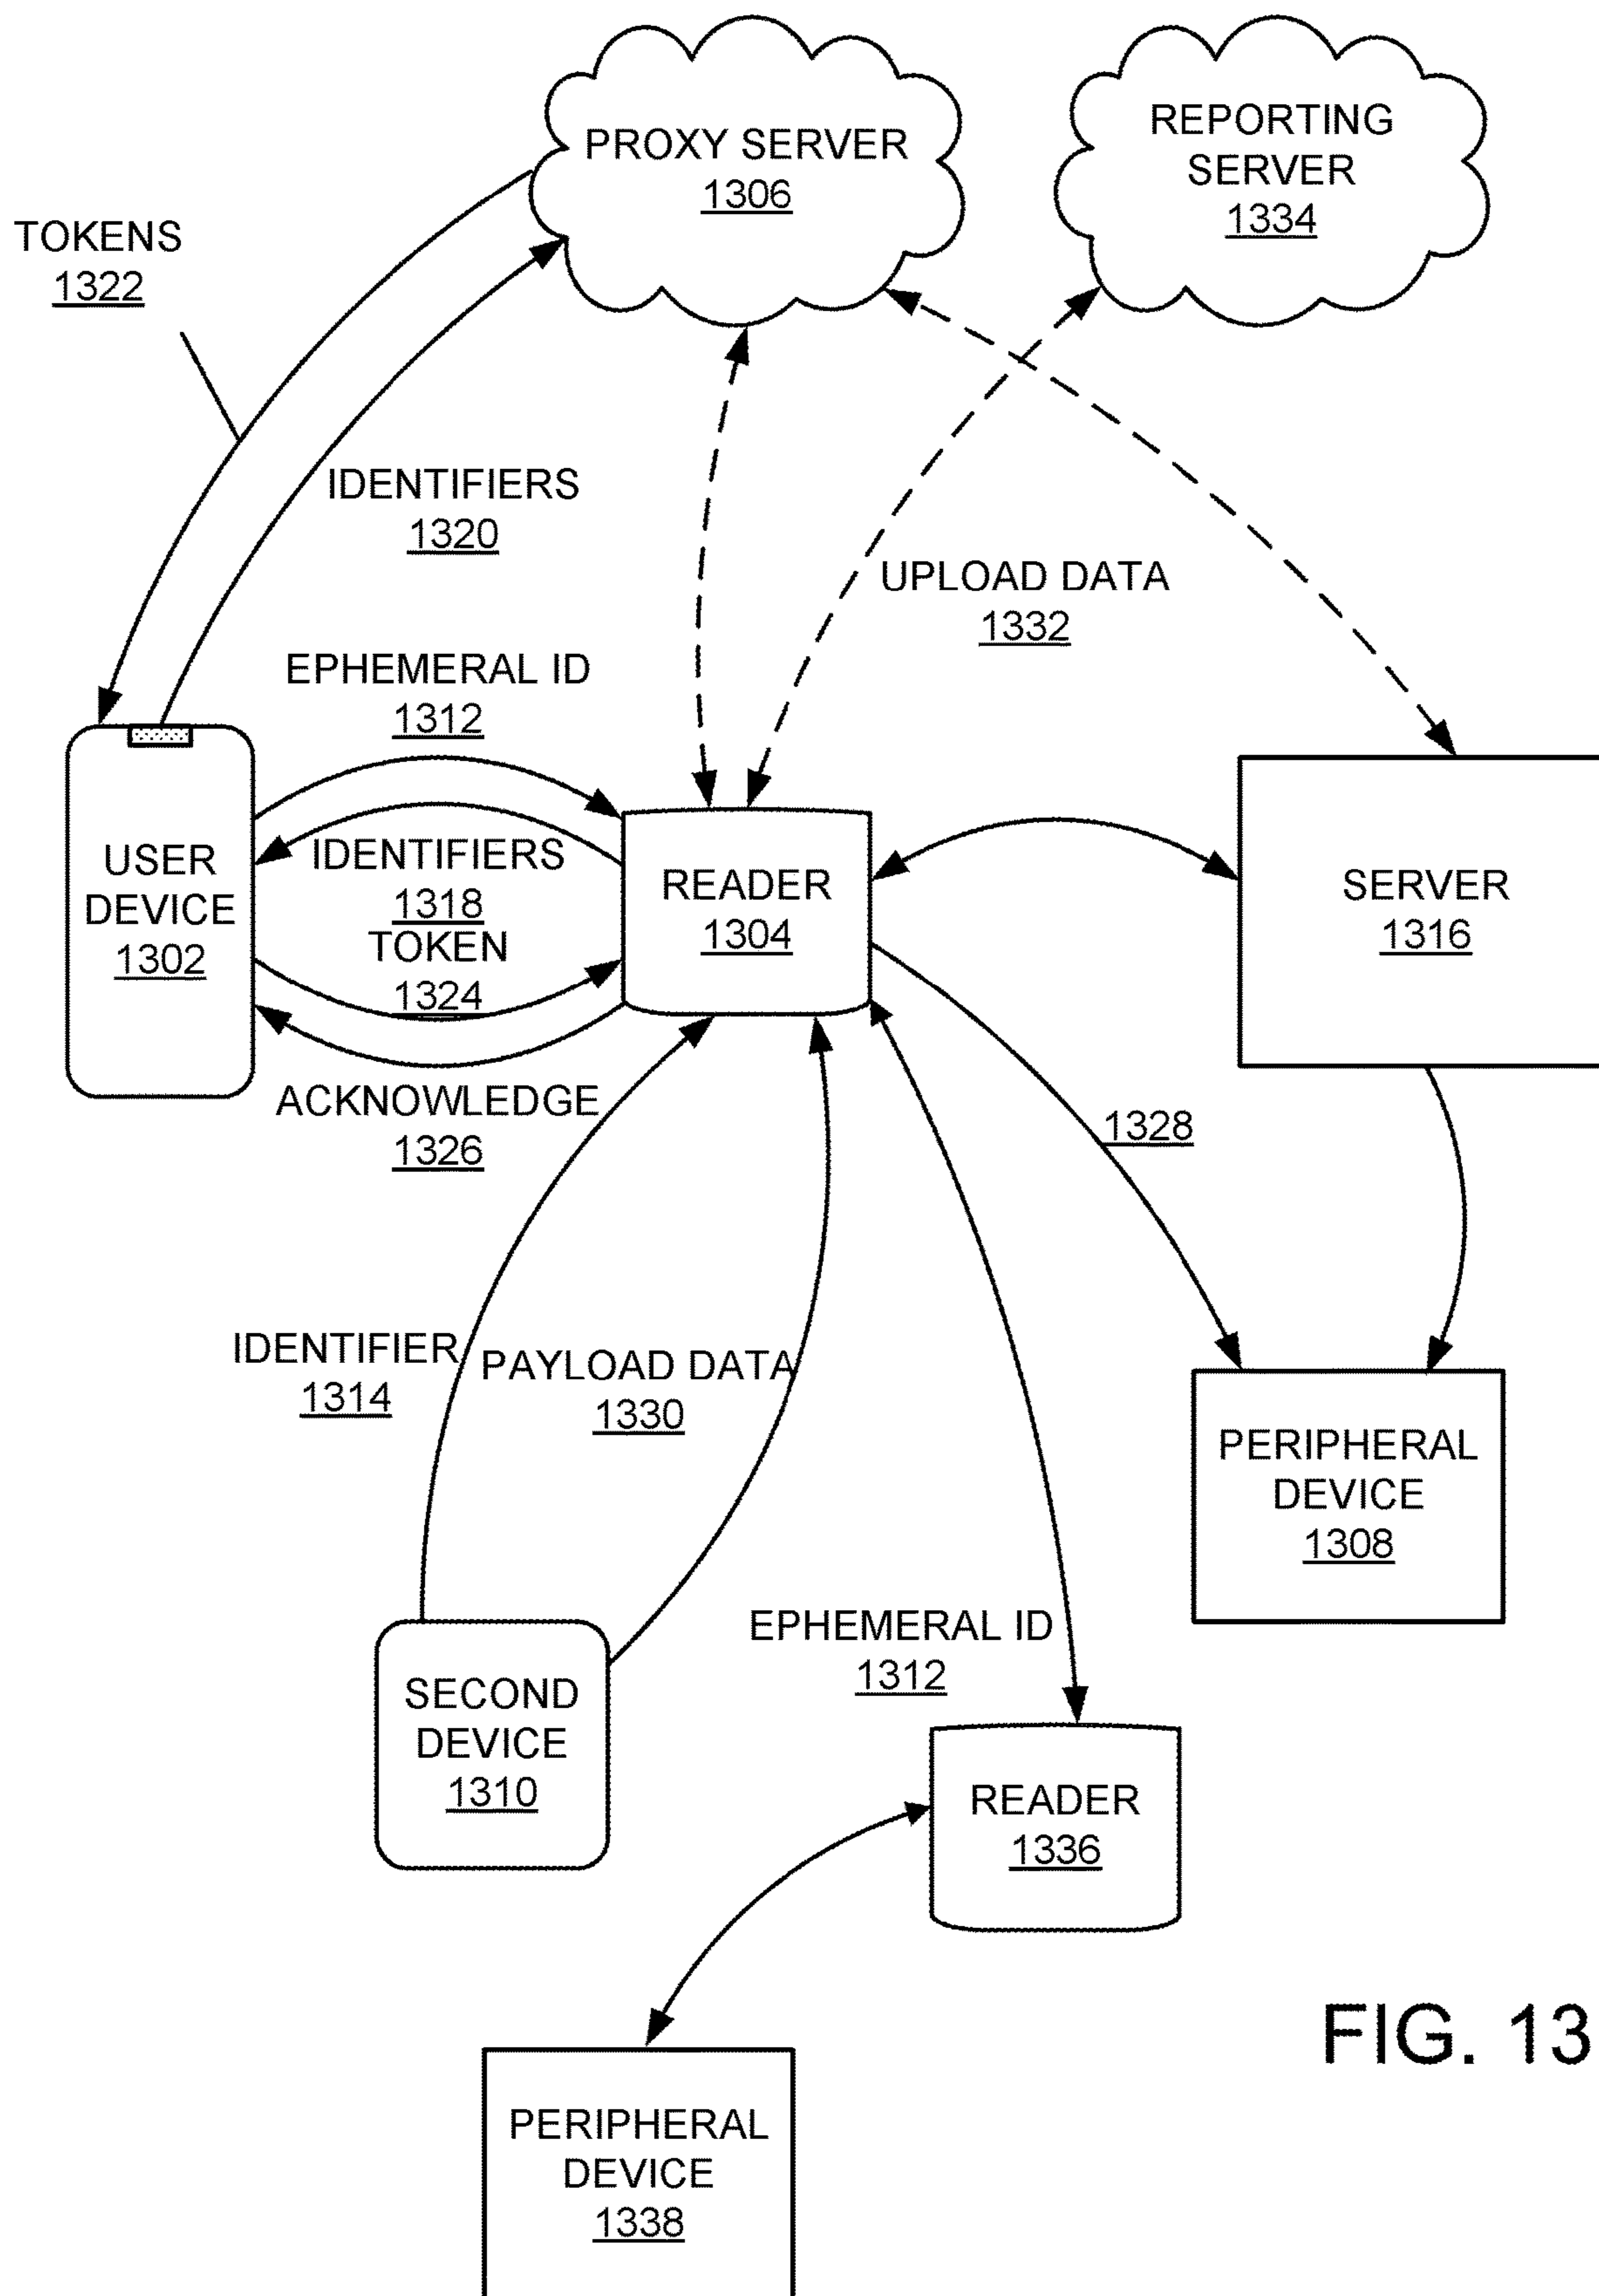 PROXY SERVER
1306
REPORTING
SERVER
1334
TOKENS
1322
IDENTIFIERS
1320
UPLOAD DATA
1332
EPHEMERAL ID
1312
USER
DEVICE
1302
IDENTIFIERS
1318
TOKEN
1324
READER
1304
SERVER
1316
ACKNOWLEDGE
1326
1328
IDENTIFIER
1314
PAYLOAD DATA
1330
PERIPHERAL
DEVICE
1308
EPHEMERAL ID
1312
SECOND
DEVICE
1310
READER
1336
FIG. 13
PERIPHERAL
DEVICE
1338